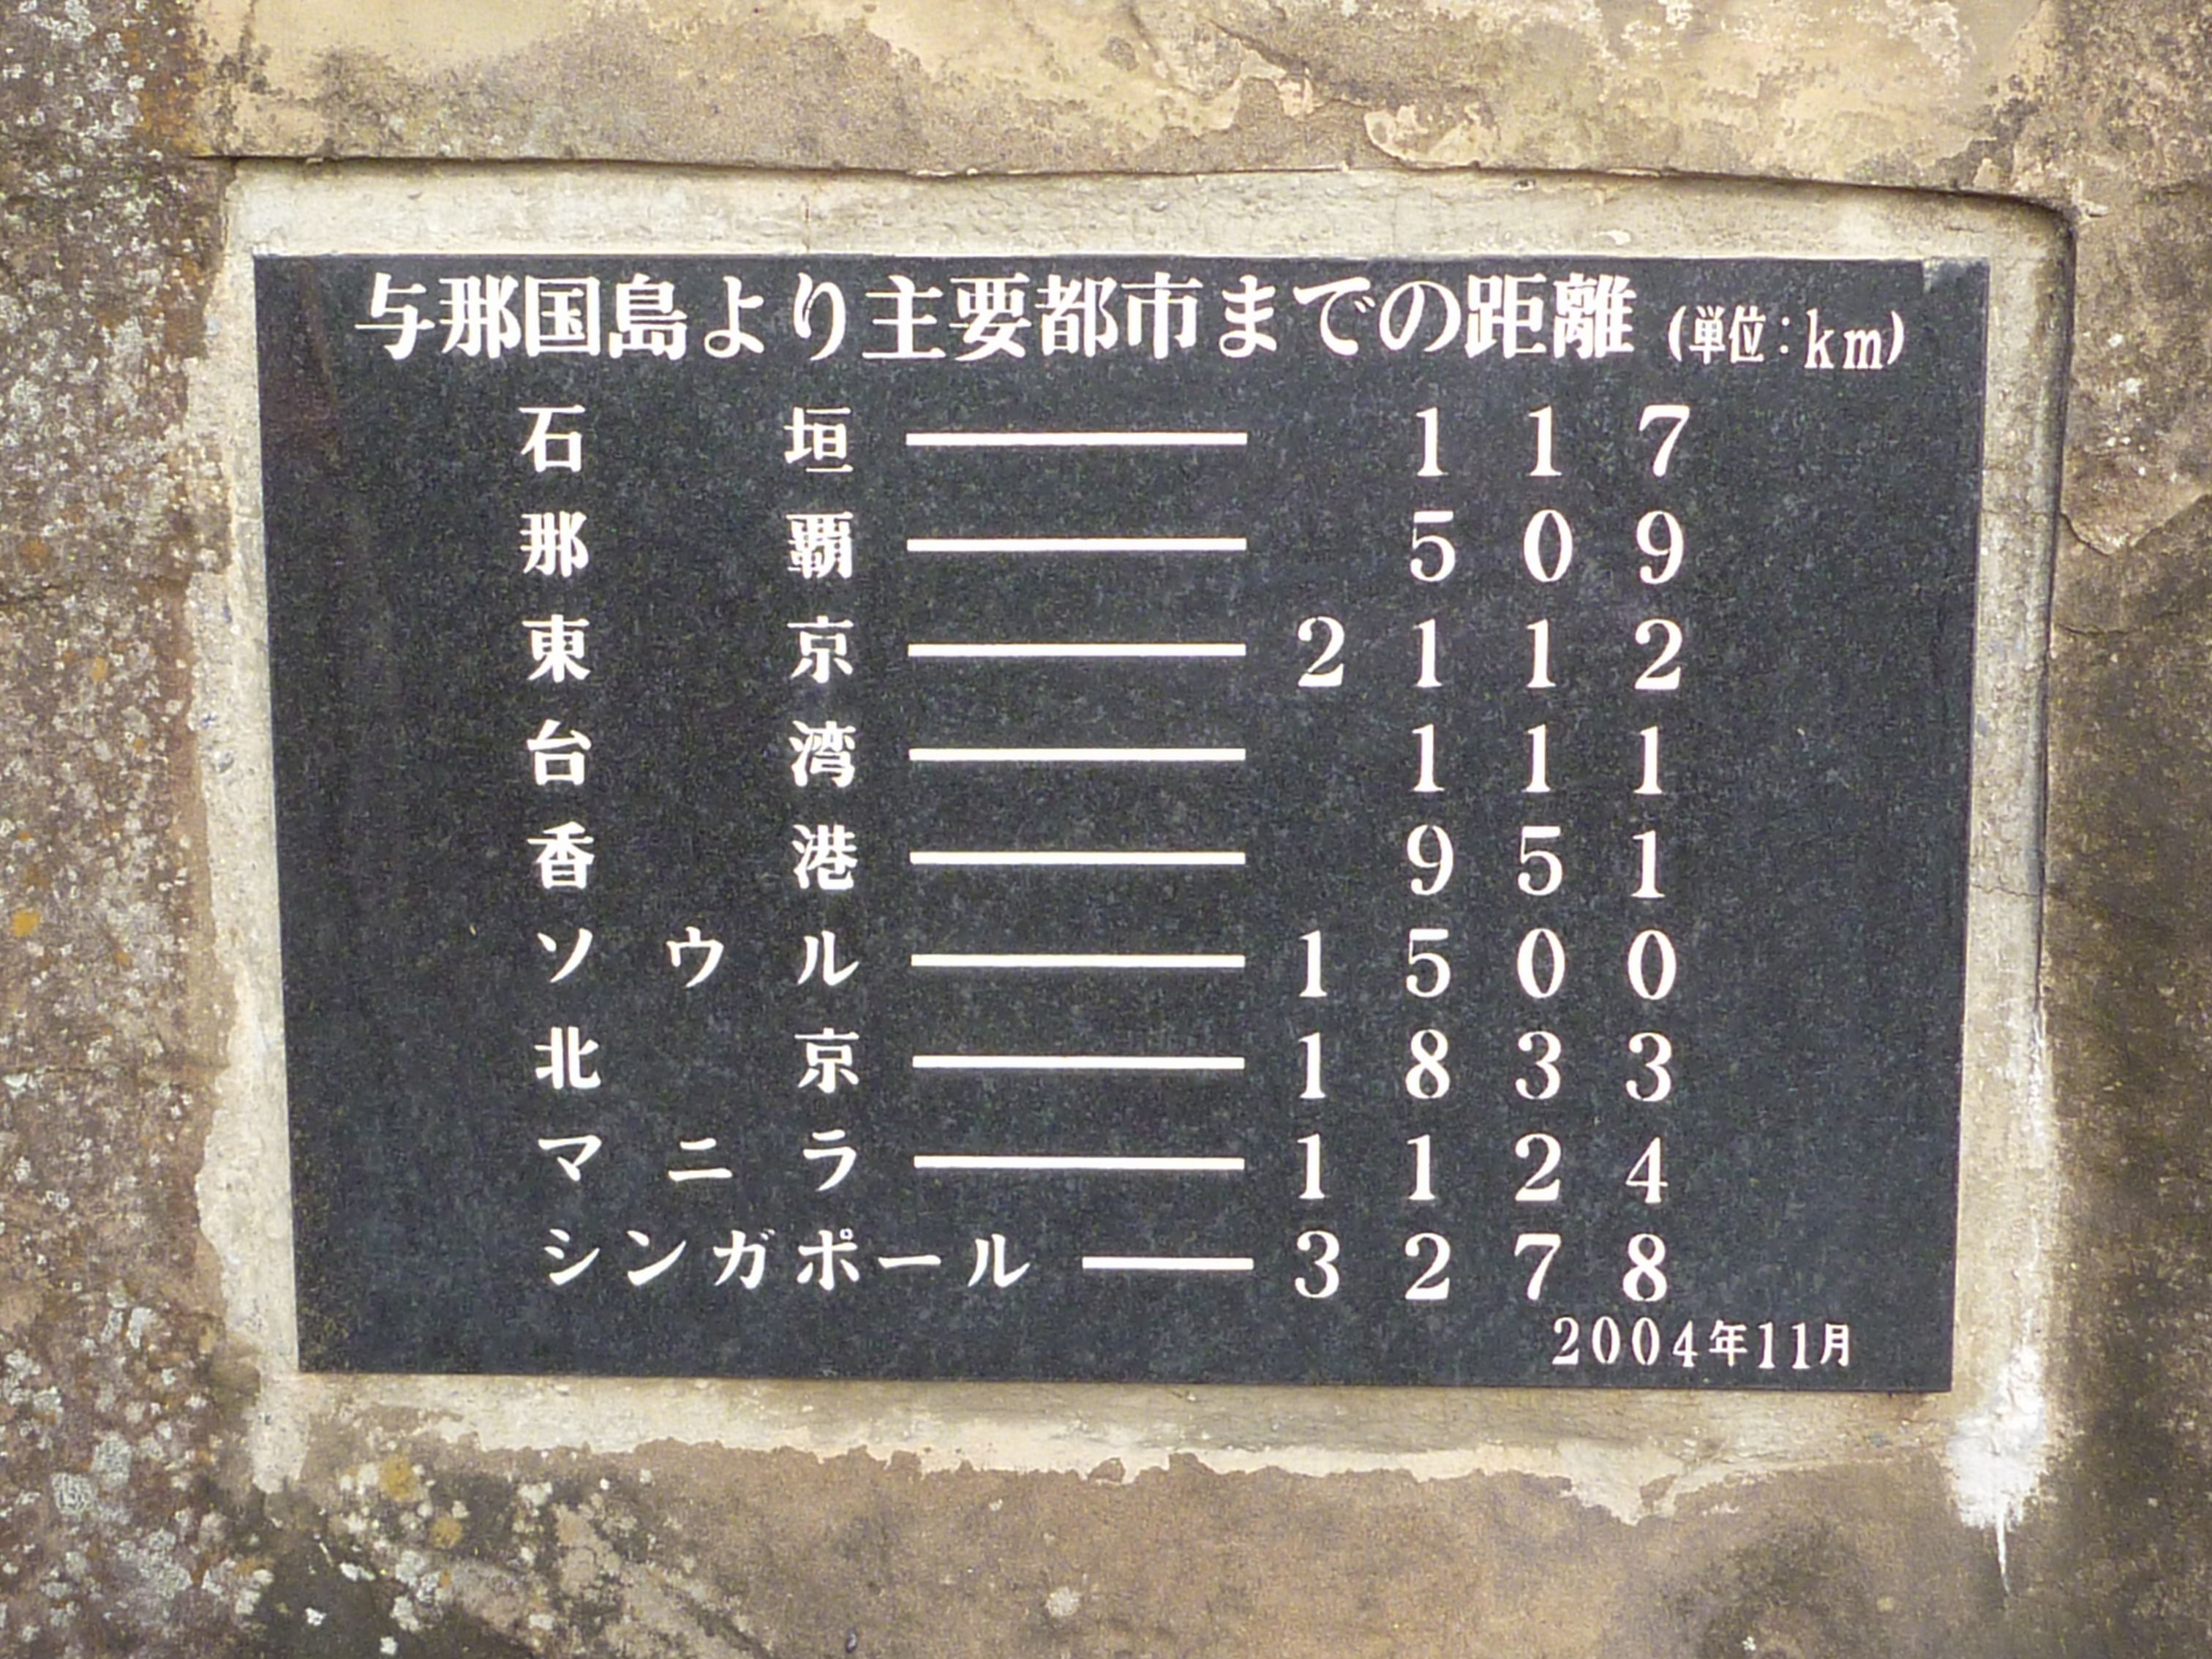 与那国島より主要都市までの距離 (単位:km)
石垣 ―― 117
那覇 ―― 509
東京 ―― 2112
台湾 ―― 111
香港 ―― 951
ソウル ―― 1500
北京 ―― 1833
マニラ ―― 1124
シンガポール ―― 3278
2004年11月